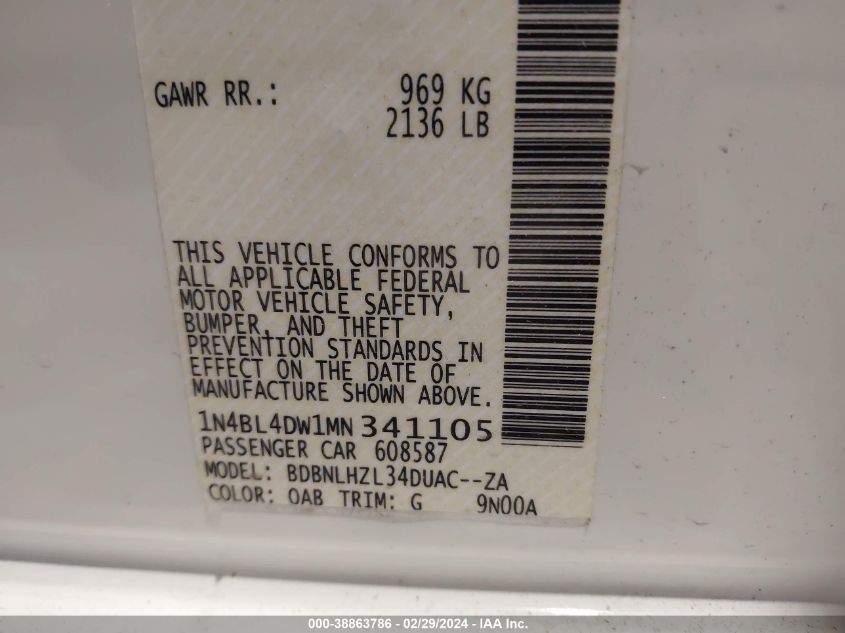 GAWR RR.: 969 KG
2136 LB
THIS VEHICLE CONFORMS TO
ALL APPLICABLE FEDERAL
MOTOR VEHICLE SAFETY,
BUMPER, AND THEFT
PREVENTION STANDARDS IN
EFFECT ON THE DATE OF
MANUFACTURE SHOWN ABOVE.
1N4BL4DW1MN341105
PASSENGER CAR 608587
MODEL: BDBNLHZL34DUAC--ZA
COLOR: QAB TRIM: G 9N00A
000-38863786 - 02/29/2024 - IAA Inc.